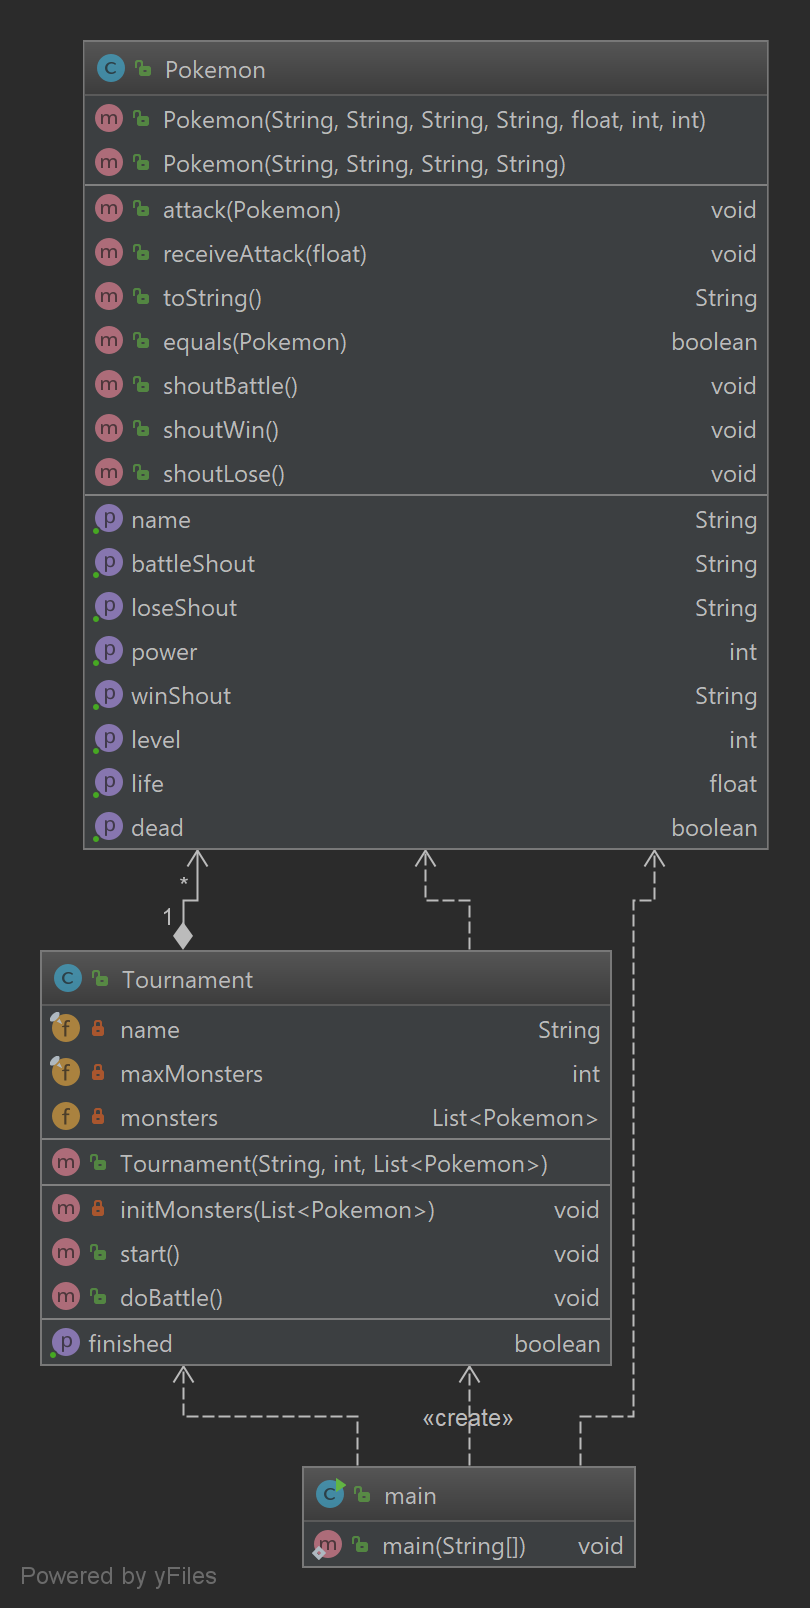 Pokemon
Pokemon(String, String, String, String, float, int, int)
Pokemon(String, String, String, String)
attack(Pokemon) void
receiveAttack(float) void
toString() String
equals(Pokemon) boolean
shoutBattle() void
shoutWin() void
shoutLose() void
name String
battleShout String
loseShout String
power int
winShout String
level int
life float
dead boolean
*
1
Tournament
name String
maxMonsters int
monsters List<Pokemon>
Tournament(String, int, List<Pokemon>)
initMonsters(List<Pokemon>) void
start() void
doBattle() void
finished boolean
«create»
main
main(String[]) void
Powered by yFiles